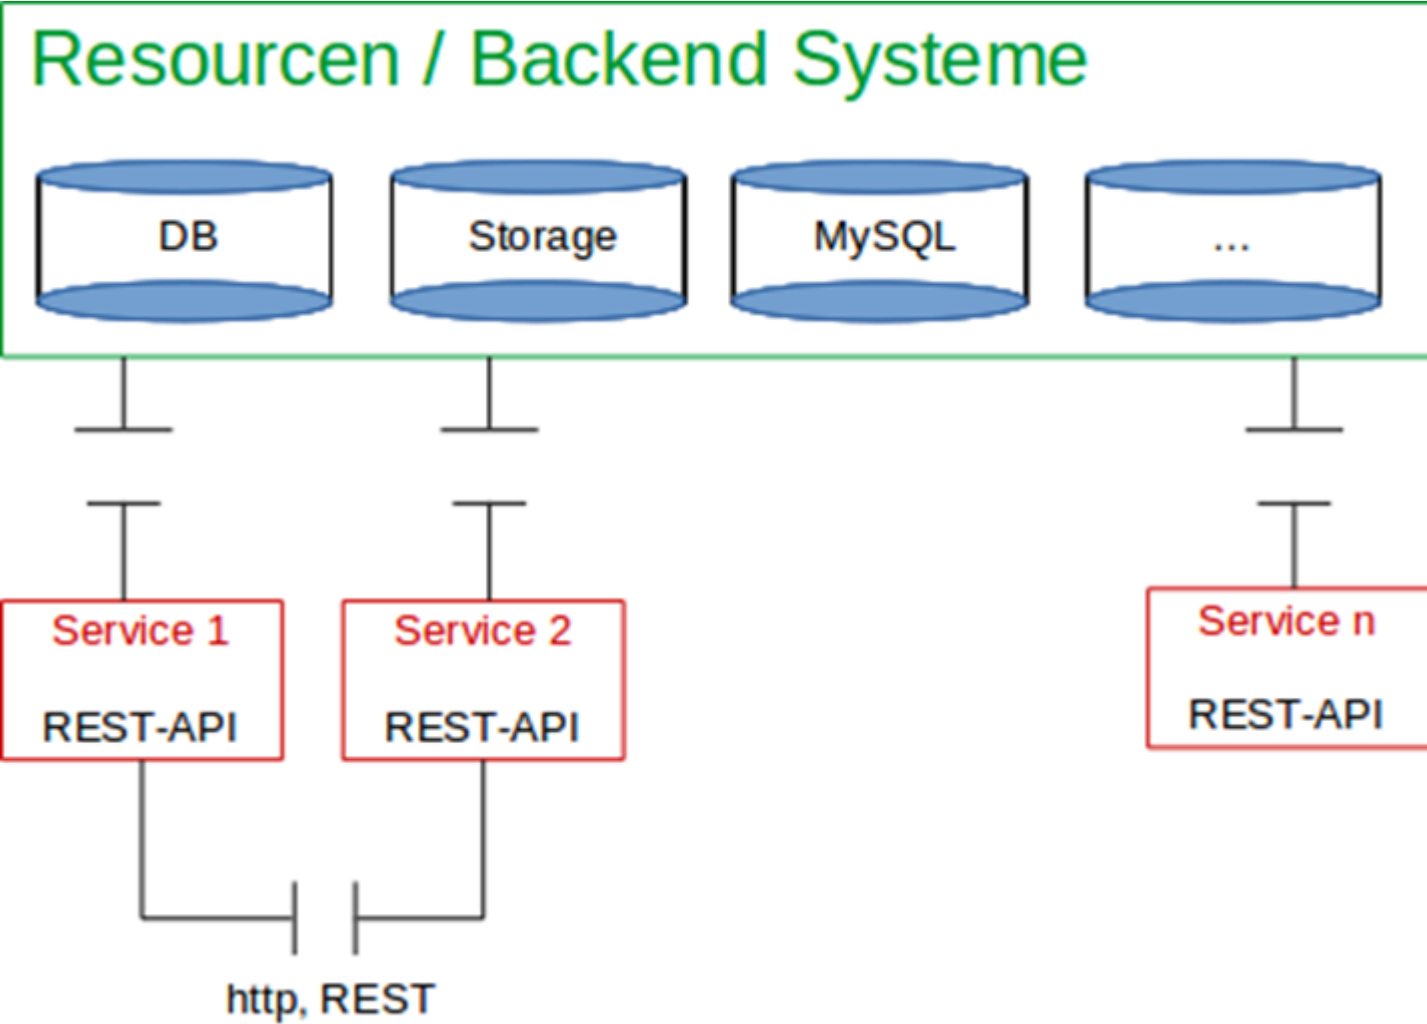 Resourcen / Backend Systeme
DB
Storage
MySQL
...
Service 1
REST-API
Service 2
REST-API
Service n
REST-API
http, REST